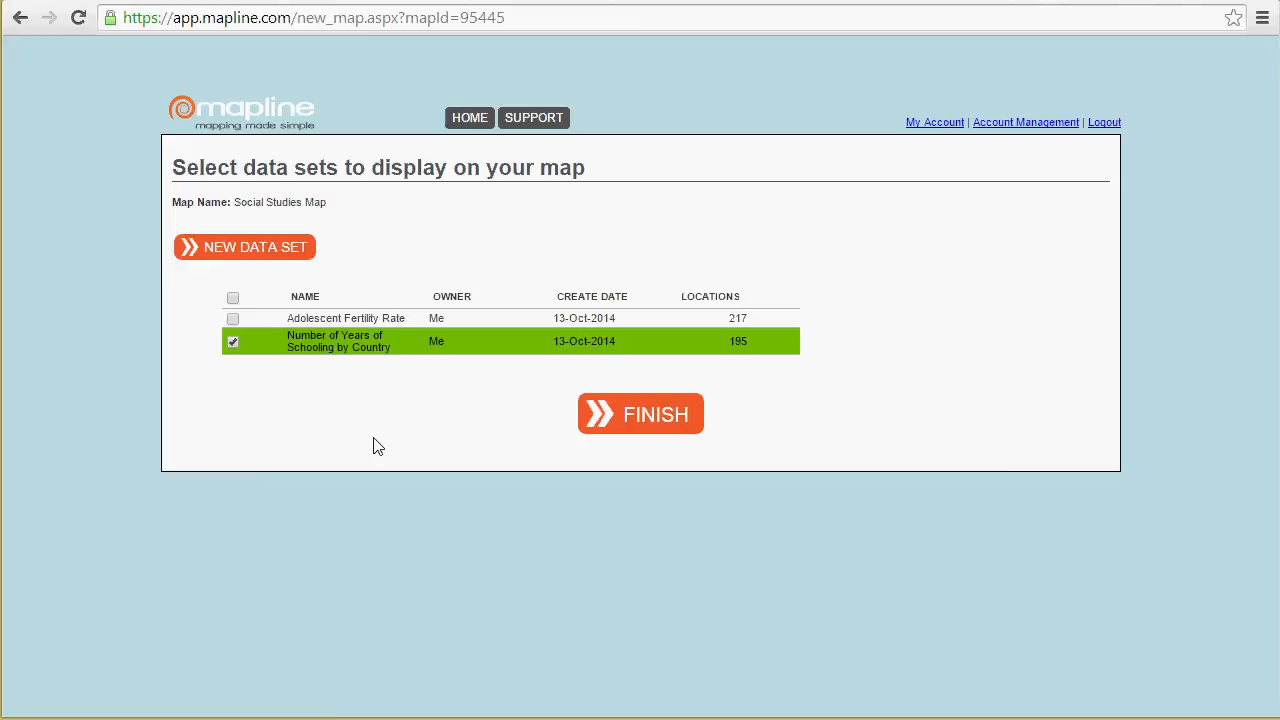 https://app.mapline.com/new_map.aspx?mapId=95445
mapline
mapping made simple
HOME SUPPORT
My Account | Account Management | Logout
Select data sets to display on your map
Map Name: Social Studies Map
NEW DATA SET
NAME OWNER CREATE DATE LOCATIONS
Adolescent Fertility Rate Me 13-Oct-2014 217
Number of Years of
Schooling by Country Me 13-Oct-2014 195
FINISH